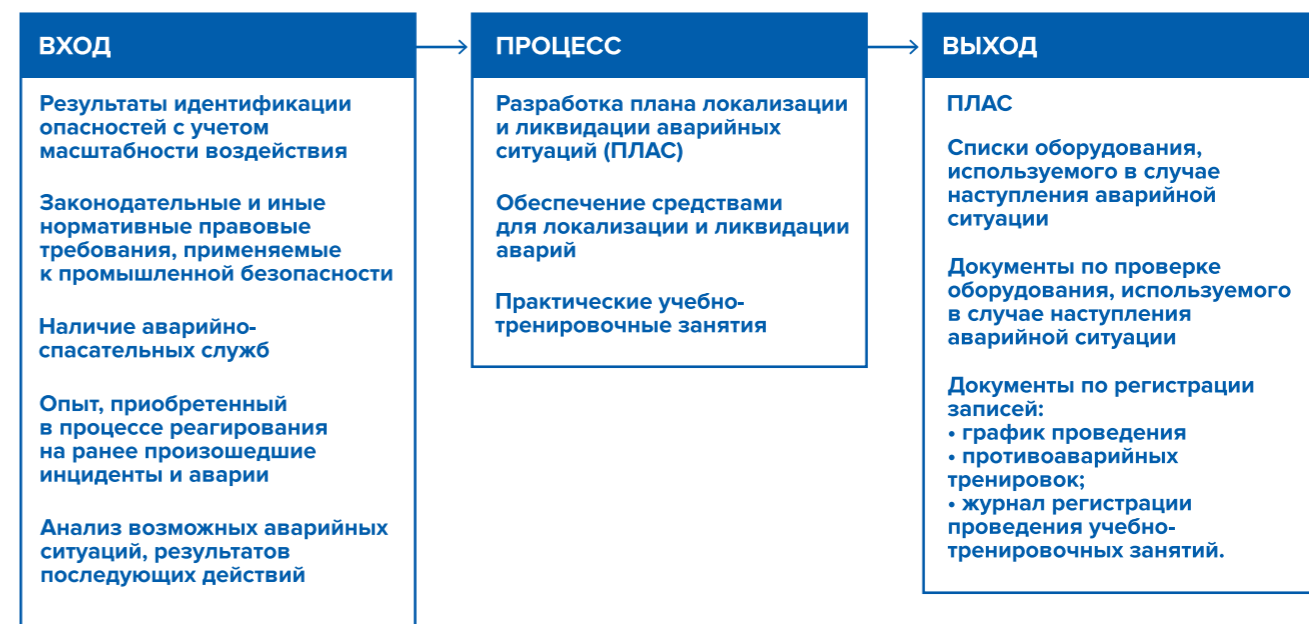 ВХОД
Результаты идентификации
опасностей с учетом
масштабности воздействия
Законодательные и иные
нормативные правовые
требования, применяемые
к промышленной безопасности
Наличие аварийно-
спасательных служб
Опыт, приобретенный
в процессе реагирования
на ранее произошедшие
инциденты и аварии
Анализ возможных аварийных
ситуаций, результатов
последующих действий
ПРОЦЕСС
Разработка плана локализации
и ликвидации аварийных
ситуаций (ПЛАС)
Обеспечение средствами
для локализации и ликвидации
аварий
Практические учебно-
тренировочные занятия
ВЫХОД
ПЛАС
Списки оборудования,
используемого в случае
наступления аварийной
ситуации
Документы по проверке
оборудования, используемого
в случае наступления
аварийной ситуации
Документы по регистрации
записей:
• график проведения
• противоаварийных
тренировок;
• журнал регистрации
проведения учебно-
тренировочных занятий.